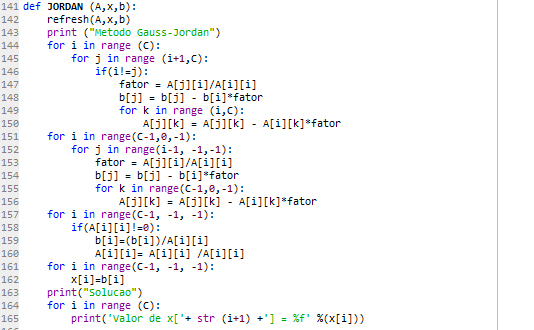 141 def JORDAN (A,x,b):
142     refresh(A,x,b)
143     print ("Metodo Gauss-Jordan")
144     for i in range (C):
145         for j in range (i+1,C):
146             if(i!=j):
147                 fator = A[j][i]/A[i][i]
148                 b[j] = b[j] - b[i]*fator
149                 for k in range (i,C):
150                     A[j][k] = A[j][k] - A[i][k]*fator
151     for i in range(C-1,0,-1):
152         for j in range(i-1, -1,-1):
153             fator = A[j][i]/A[i][i]
154             b[j] = b[j] - b[i]*fator
155             for k in range(C-1,0,-1):
156                 A[j][k] = A[j][k] - A[i][k]*fator
157     for i in range(C-1, -1, -1):
158         if(A[i][i]!=0):
159             b[i]=(b[i])/A[i][i]
160             A[i][i]= A[i][i] /A[i][i]
161     for i in range(C-1, -1, -1):
162         x[i]=b[i]
163     print("Solucao")
164     for i in range (C):
165         print('Valor de x['+ str (i+1) +'] = %f' %(x[i]))